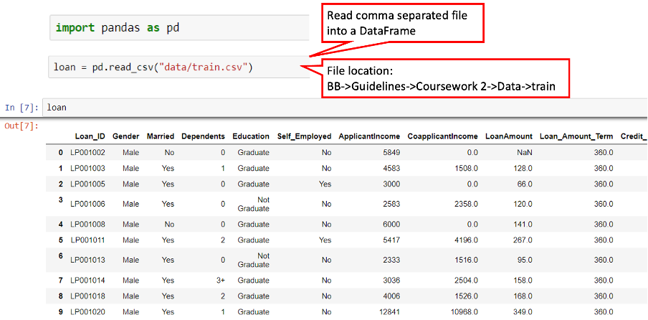 import pandas as pd
Read comma separated file
into a DataFrame
loan = pd.read_csv("data/train.csv")
File location:
BB->Guidelines->Coursework 2->Data->train
In [7]: loan
Out[7]:
Loan_ID Gender Married Dependents Education Self_Employed ApplicantIncome CoapplicantIncome LoanAmount Loan_Amount_Term Credit_
0 LP001002 Male No 0 Graduate No 5849 0.0 NaN 360.0
1 LP001003 Male Yes 1 Graduate No 4583 1508.0 128.0 360.0
2 LP001005 Male Yes 0 Graduate Yes 3000 0.0 66.0 360.0
3 LP001006 Male Yes 0 Not Graduate No 2583 2358.0 120.0 360.0
4 LP001008 Male No 0 Graduate No 6000 0.0 141.0 360.0
5 LP001011 Male Yes 2 Graduate Yes 5417 4196.0 267.0 360.0
6 LP001013 Male Yes 0 Not Graduate No 2333 1516.0 95.0 360.0
7 LP001014 Male Yes 3+ Graduate No 3036 2504.0 158.0 360.0
8 LP001018 Male Yes 2 Graduate No 4006 1526.0 168.0 360.0
9 LP001020 Male Yes 1 Graduate No 12841 10968.0 349.0 360.0